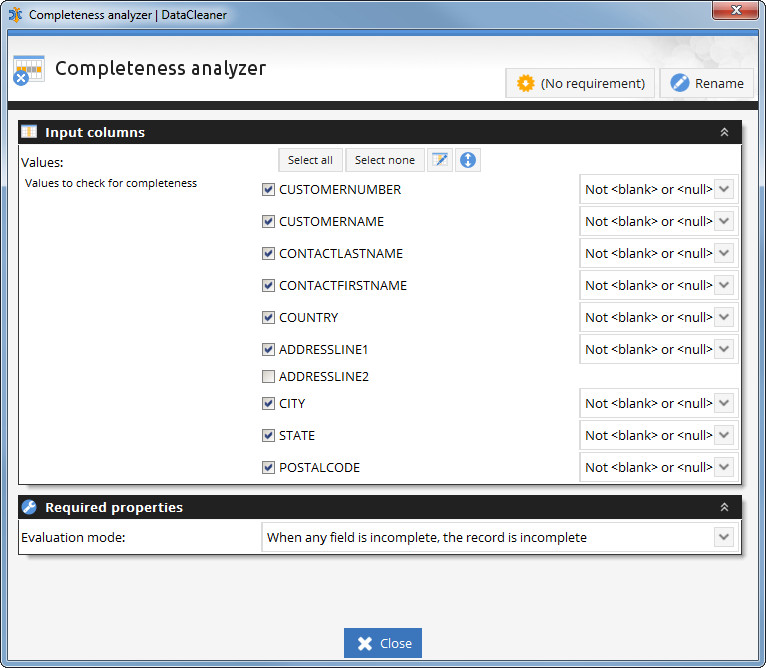 Completeness analyzer | DataCleaner
Completeness analyzer
(No requirement) Rename
Input columns
Values: Select all Select none
Values to check for completeness
CUSTOMERNUMBER Not <blank> or <null>
CUSTOMERNAME Not <blank> or <null>
CONTACTLASTNAME Not <blank> or <null>
CONTACTFIRSTNAME Not <blank> or <null>
COUNTRY Not <blank> or <null>
ADDRESSLINE1 Not <blank> or <null>
ADDRESSLINE2
CITY Not <blank> or <null>
STATE Not <blank> or <null>
POSTALCODE Not <blank> or <null>
Required properties
Evaluation mode: When any field is incomplete, the record is incomplete
Close